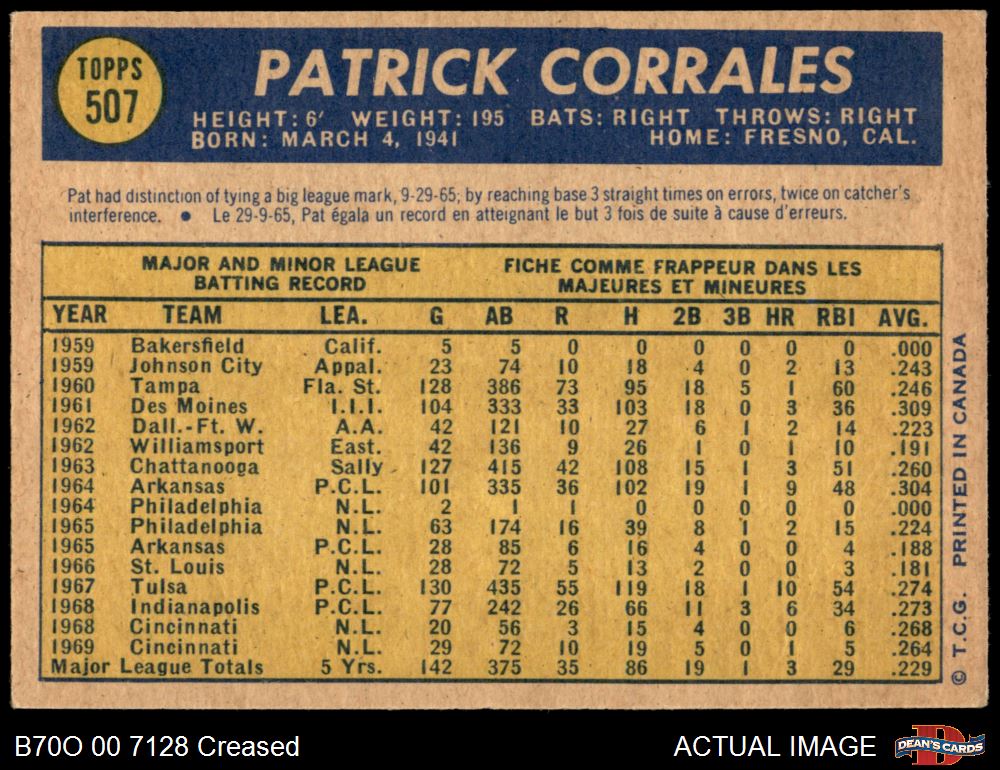 TOPPS
507
PATRICK CORRALES
HEIGHT: 6′ WEIGHT: 195 BATS: RIGHT THROWS: RIGHT
BORN: MARCH 4, 1941 HOME: FRESNO, CAL.
Pat had distinction of tying a big league mark, 9-29-65; by reaching base 3 straight times on errors, twice on catcher's
interference. ● Le 29-9-65, Pat égala un record en atteignant le but 3 fois de suite à cause d'erreurs.
MAJOR AND MINOR LEAGUE
BATTING RECORD
FICHE COMME FRAPPEUR DANS LES
MAJEURES ET MINEURES
YEAR TEAM LEA. G AB R H 2B 3B HR RBI AVG.
1959 Bakersfield Calif. 5 5 0 0 0 0 0 0 .000
1959 Johnson City Appal. 23 74 10 18 4 0 2 13 .243
1960 Tampa Fla. St. 128 386 73 95 18 5 1 60 .246
1961 Des Moines I.I.I. 104 333 33 103 18 0 3 36 .309
1962 Dall.-Ft. W. A.A. 42 121 10 27 6 1 2 14 .223
1962 Williamsport East. 42 136 9 26 1 0 1 10 .191
1963 Chattanooga Sally 127 415 42 108 15 1 3 51 .260
1964 Arkansas P.C.L. 101 335 36 102 19 1 9 48 .304
1964 Philadelphia N.L. 2 1 1 0 0 0 0 0 .000
1965 Philadelphia N.L. 63 174 16 39 8 1 2 15 .224
1965 Arkansas P.C.L. 28 85 6 16 4 0 0 4 .188
1966 St. Louis N.L. 28 72 5 13 2 0 0 3 .181
1967 Tulsa P.C.L. 130 435 55 119 18 1 10 54 .274
1968 Indianapolis P.C.L. 77 242 26 66 11 3 6 34 .273
1968 Cincinnati N.L. 20 56 3 15 4 0 0 6 .268
1969 Cincinnati N.L. 29 72 10 19 5 0 1 5 .264
Major League Totals 5 Yrs. 142 375 35 86 19 1 3 29 .229
© T.C.G. PRINTED IN CANADA
B70O 00 7128 Creased
ACTUAL IMAGE
DEAN'S CARDS